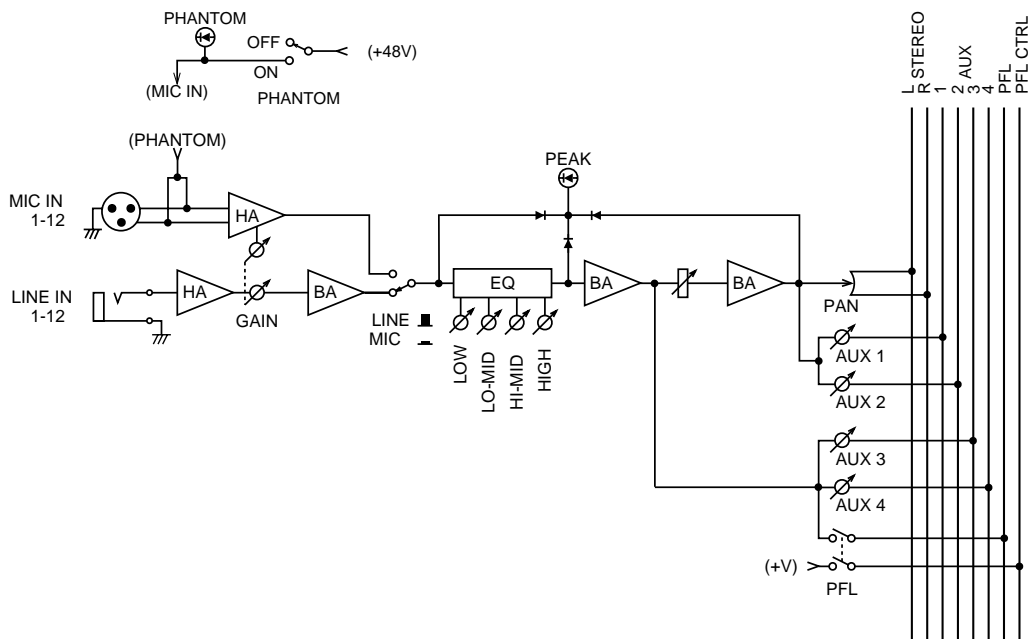 PHANTOM
OFF
(+48V)
ON
(MIC IN)
PHANTOM
L STEREO
R
1
2 AUX
3
4
PFL
PFL CTRL
(PHANTOM)
PEAK
MIC IN
1-12
HA
LINE IN
1-12
HA
GAIN
BA
LINE
MIC
EQ
LOW
LO-MID
HI-MID
HIGH
BA
BA
PAN
AUX 1
AUX 2
AUX 3
AUX 4
(+V)
PFL